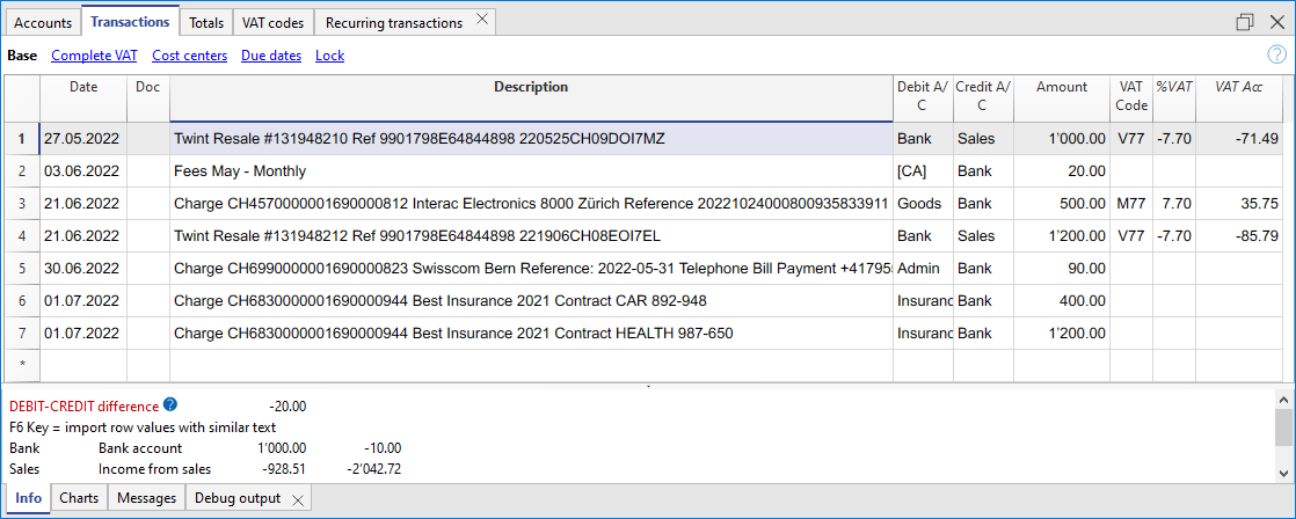 Accounts Transactions Totals VAT codes Recurring transactions
Base Complete VAT Cost centers Due dates Lock
Date Doc Description Debit A/C Credit A/C Amount VAT Code %VAT VAT Acc
1 27.05.2022 Twint Resale #131948210 Ref 9901798E64844898 220525CH09DOI7MZ Bank Sales 1'000.00 V77 -7.70 -71.49
2 03.06.2022 Fees May - Monthly [CA] Bank 20.00
3 21.06.2022 Charge CH4570000001690000812 Interac Electronics 8000 Zürich Reference 20221024000800935833911 Goods Bank 500.00 M77 7.70 35.75
4 21.06.2022 Twint Resale #131948212 Ref 9901798E64844898 221906CH08EOI7EL Bank Sales 1'200.00 V77 -7.70 -85.79
5 30.06.2022 Charge CH6990000001690000823 Swisscom Bern Reference: 2022-05-31 Telephone Bill Payment +41795 Admin Bank 90.00
6 01.07.2022 Charge CH6830000001690000944 Best Insurance 2021 Contract CAR 892-948 Insuranc Bank 400.00
7 01.07.2022 Charge CH6830000001690000944 Best Insurance 2021 Contract HEALTH 987-650 Insuranc Bank 1'200.00
*
DEBIT-CREDIT difference ? -20.00
F6 Key = import row values with similar text
Bank Bank account 1'000.00 -10.00
Sales Income from sales -928.51 -2'042.72
Info Charts Messages Debug output